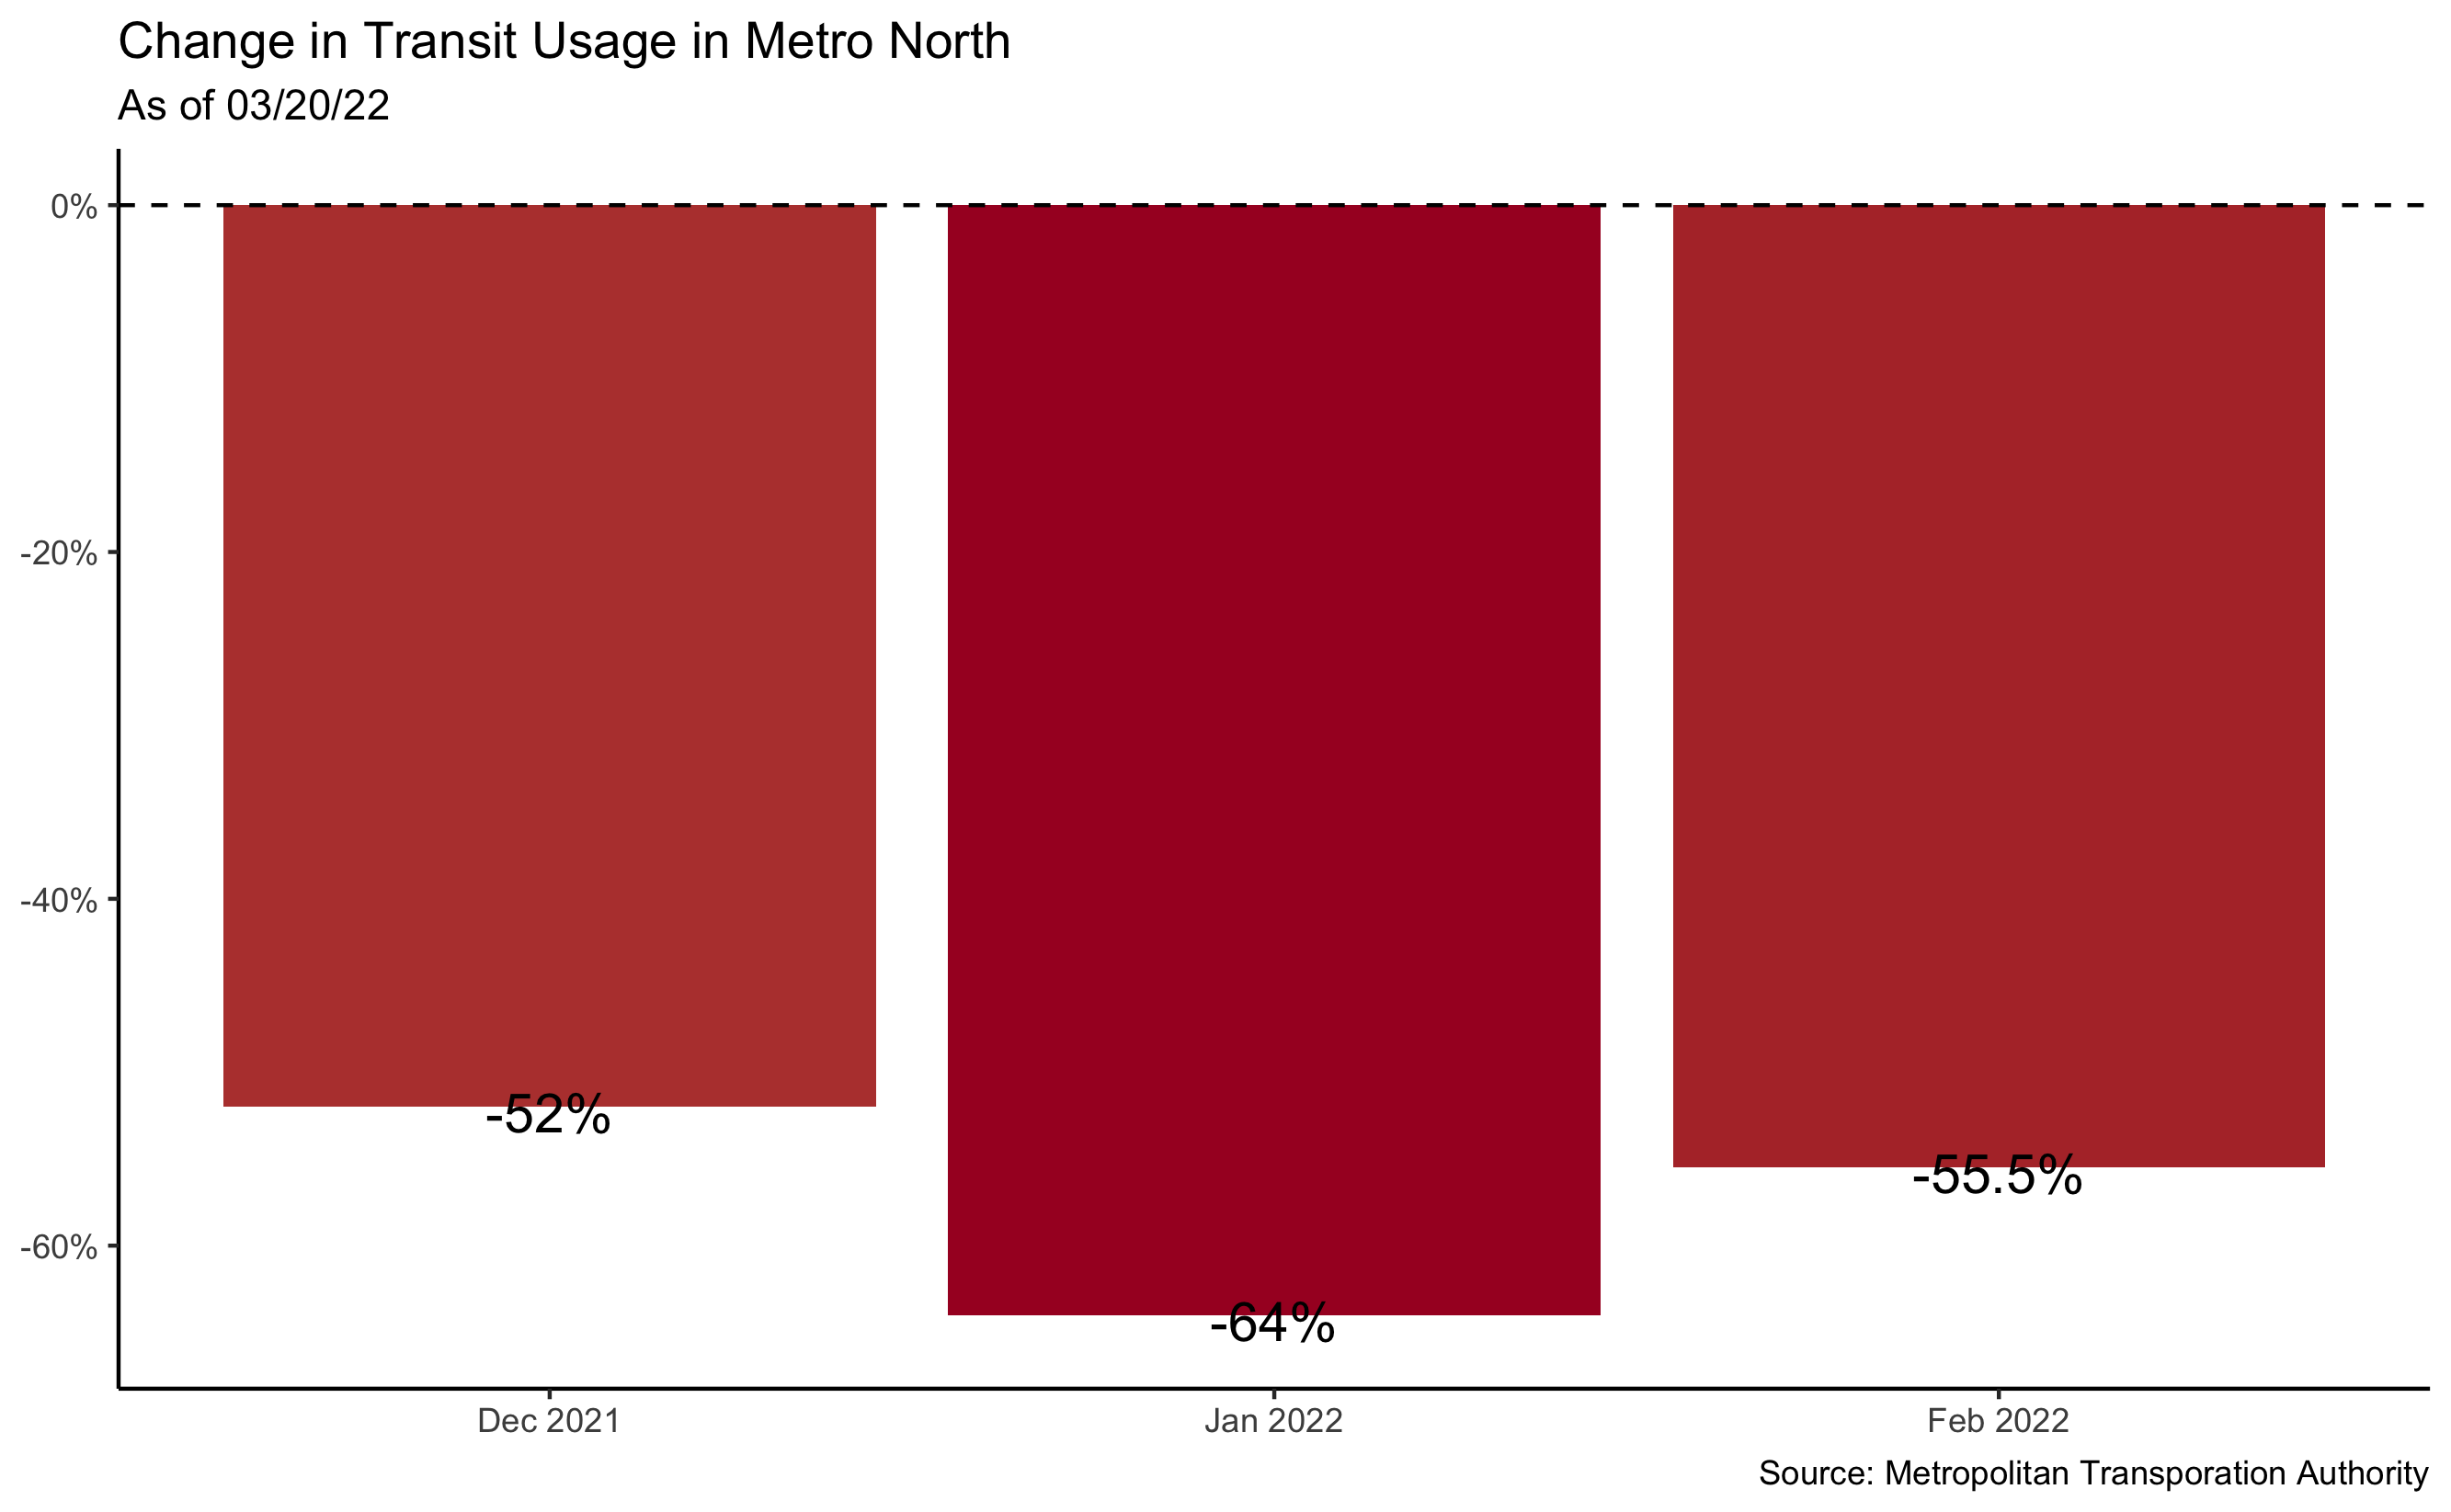 Change in Transit Usage in Metro North
As of 03/20/22
0%
-20%
-40%
-60%
-52%
-64%
-55.5%
Dec 2021
Jan 2022
Feb 2022
Source: Metropolitan Transporation Authority